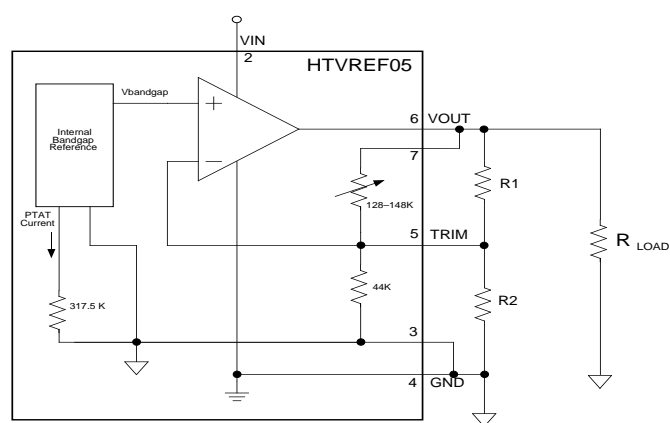 VIN
2
HTVREF05
Vbandgap
Internal
Bandgap
Reference
+
−
6 VOUT
7
R1
128–148K
PTAT
Current
5 TRIM
R LOAD
44K
R2
317.5 K
3
4 GND